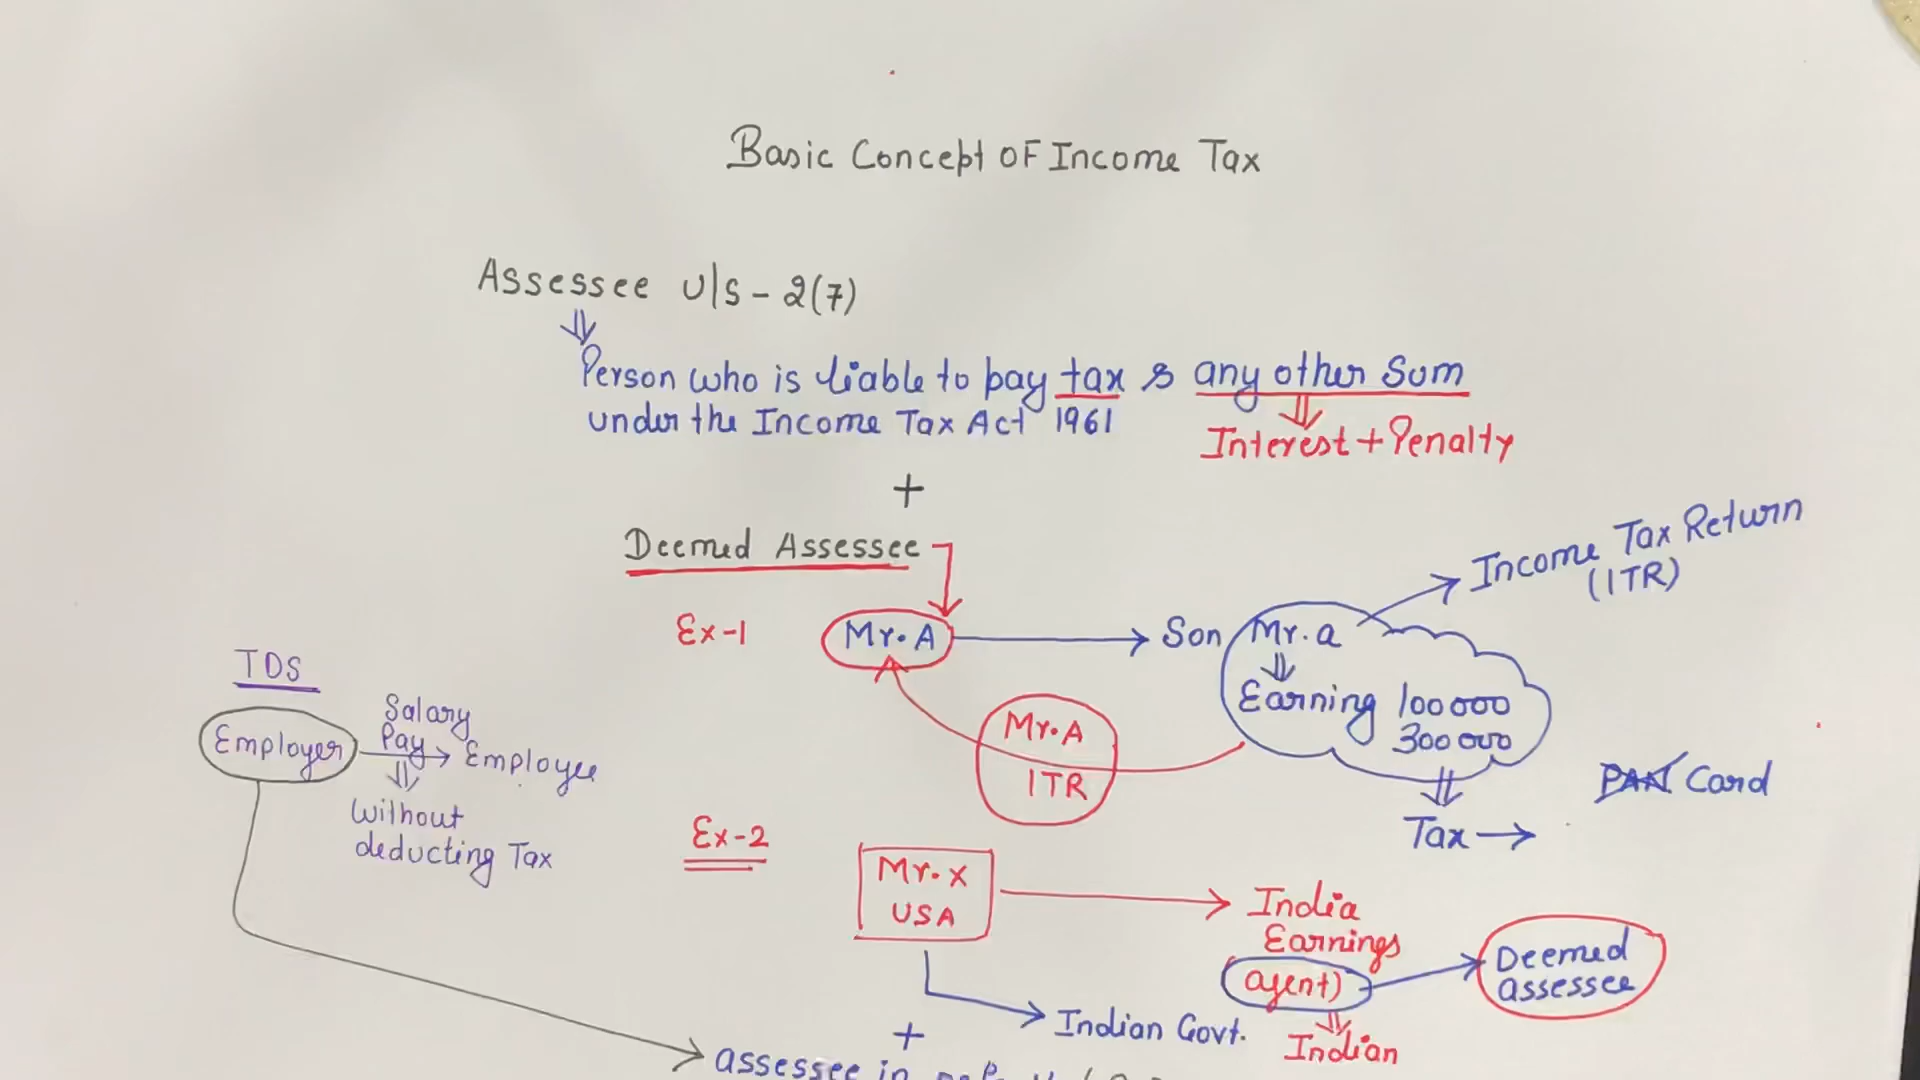 Basic Concept OF Income Tax
Assessee U/S - 2(7)
Person who is liable to pay tax & any other Sum
under the Income Tax Act 1961
Interest + Penalty
+
Deemed Assessee
Income Tax Return
(ITR)
Ex-1
Mr. A
Son
Mr. a
Earning 100000
300000
Mr. A
ITR
Tax
PAN Card
TDS
Employer
Salary
Pay
Employee
Without
deducting Tax
Ex-2
Mr. X
USA
India
Earnings
agent)
Indian
Deemed
assessee
Indian Govt.
+
assessee in